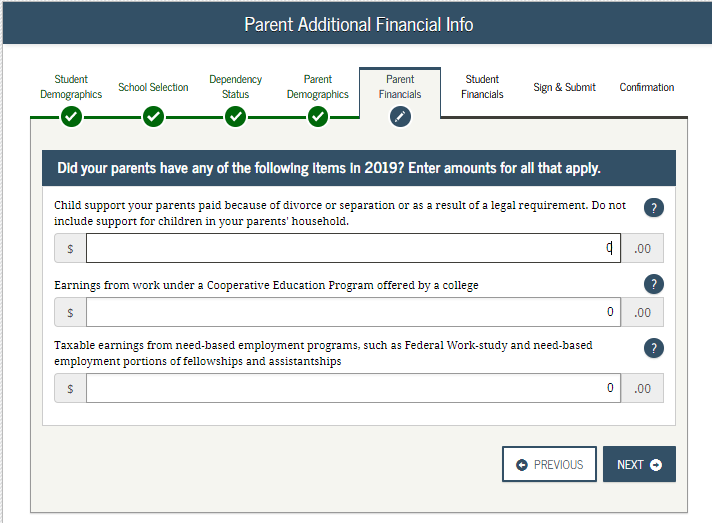 Parent Additional Financial Info
Student
Demographics
School Selection
Dependency
Status
Parent
Demographics
Parent
Financials
Student
Financials
Sign & Submit
Confirmation
Did your parents have any of the following items in 2019? Enter amounts for all that apply.
Child support your parents paid because of divorce or separation or as a result of a legal requirement. Do not
include support for children in your parents' household.
?
$ 0 .00
Earnings from work under a Cooperative Education Program offered by a college
?
$ 0 .00
Taxable earnings from need-based employment programs, such as Federal Work-study and need-based
employment portions of fellowships and assistantships
?
$ 0 .00
PREVIOUS
NEXT